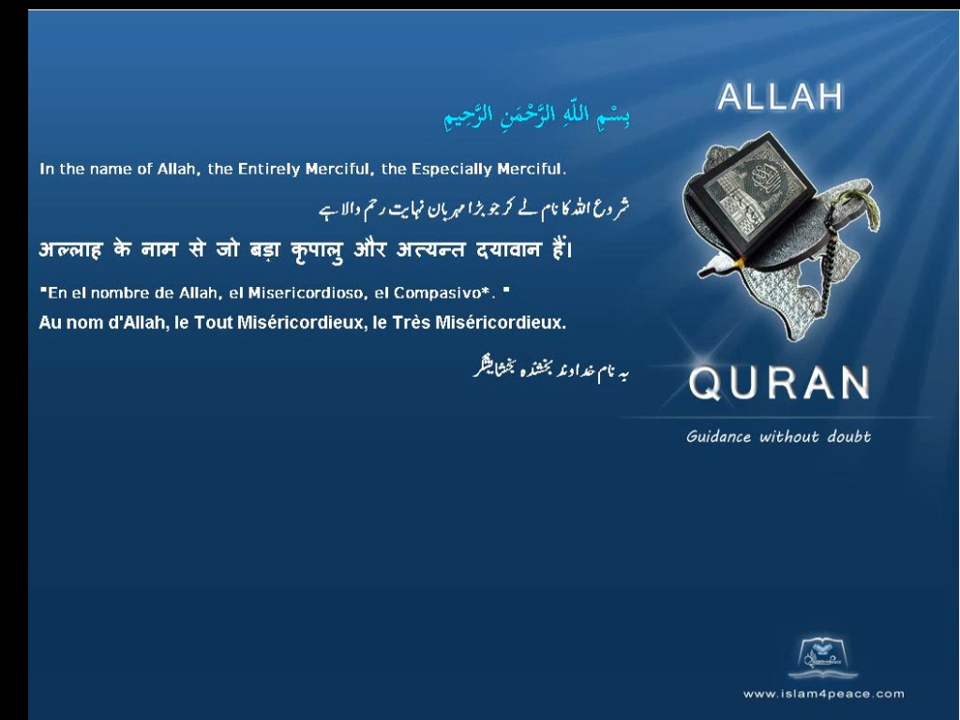 بِسْمِ اللَّهِ الرَّحْمَنِ الرَّحِيمِ
In the name of Allah, the Entirely Merciful, the Especially Merciful.
شروع الله کا نام لے کر جو بڑا مہربان نہایت رحم والا ہے
अल्लाह के नाम से जो बड़ा कृपालु और अत्यन्त दयावान हैं।
"En el nombre de Allah, el Misericordioso, el Compasivo*. "
Au nom d'Allah, le Tout Miséricordieux, le Très Miséricordieux.
به نام خداوند بخشنده بخشایشگر
ALLAH
QURAN
Guidance without doubt
www.islam4peace.com